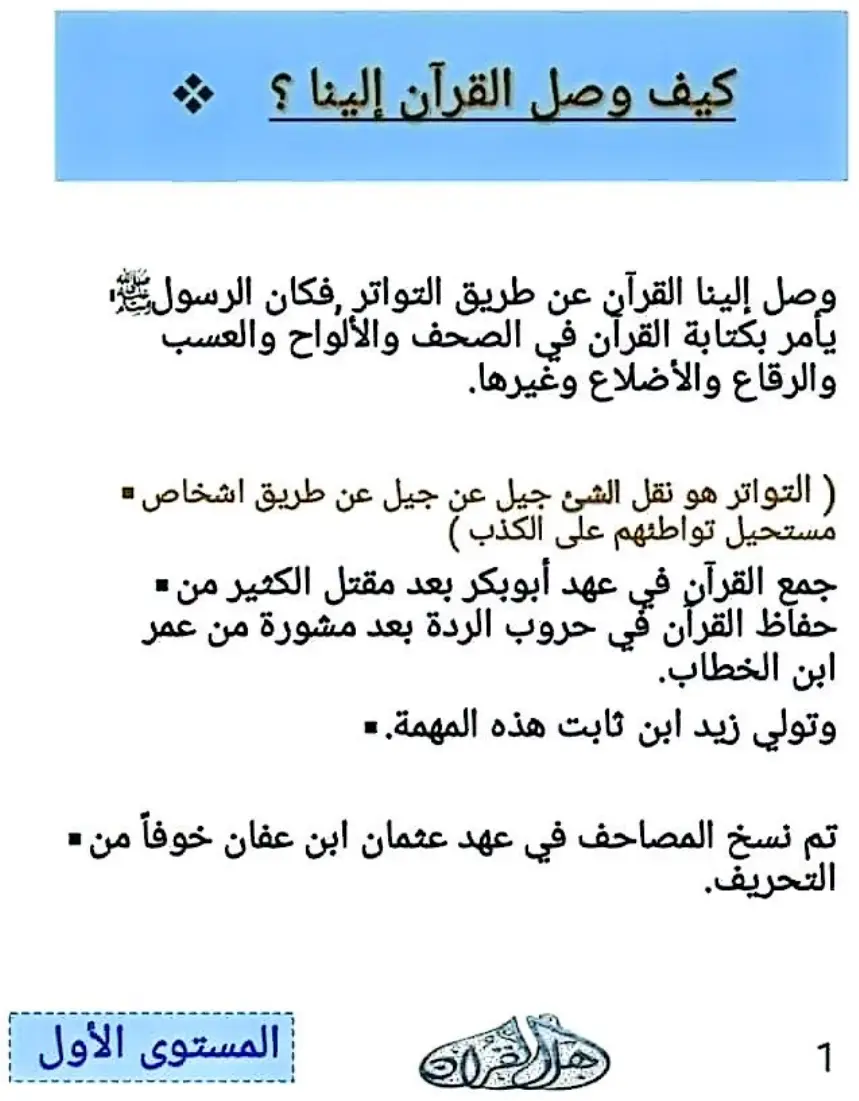 ❖ كيف وصل القرآن إلينا ؟
وصل إلينا القرآن عن طريق التواتر ,فكان الرسولﷺ
يأمر بكتابة القرآن في الصحف والألواح والعسب
والرقاع والأضلاع وغيرها.
▪ ( التواتر هو نقل الشئ جيل عن جيل عن طريق اشخاص
مستحيل تواطئهم على الكذب )
▪ جمع القرآن في عهد أبوبكر بعد مقتل الكثير من
حفاظ القرآن في حروب الردة بعد مشورة من عمر
ابن الخطاب.
▪ وتولي زيد ابن ثابت هذه المهمة.
▪ تم نسخ المصاحف في عهد عثمان ابن عفان خوفاً من
التحريف.
1
هل القرآن
المستوى الأول